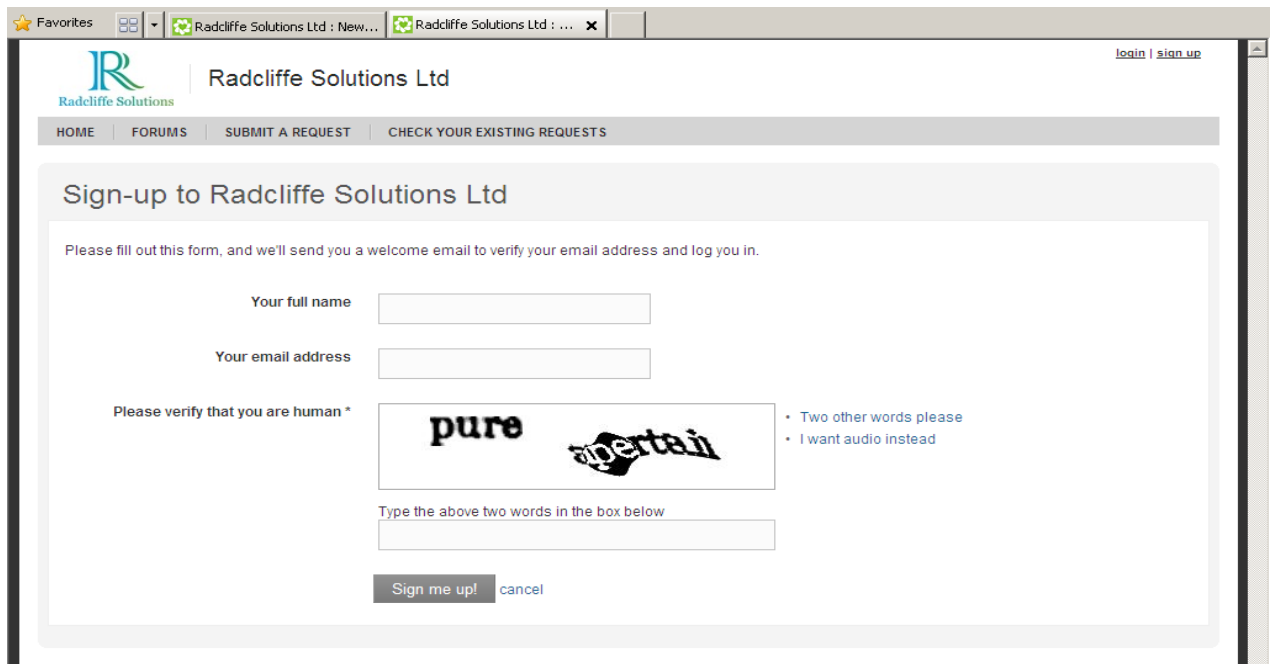 Favorites
Radcliffe Solutions Ltd : New...
Radcliffe Solutions Ltd : ...
login | sign up
R
Radcliffe Solutions
Radcliffe Solutions Ltd
HOME
FORUMS
SUBMIT A REQUEST
CHECK YOUR EXISTING REQUESTS
Sign-up to Radcliffe Solutions Ltd
Please fill out this form, and we'll send you a welcome email to verify your email address and log you in.
Your full name
Your email address
Please verify that you are human *
pure
• Two other words please
• I want audio instead
Type the above two words in the box below
Sign me up! cancel